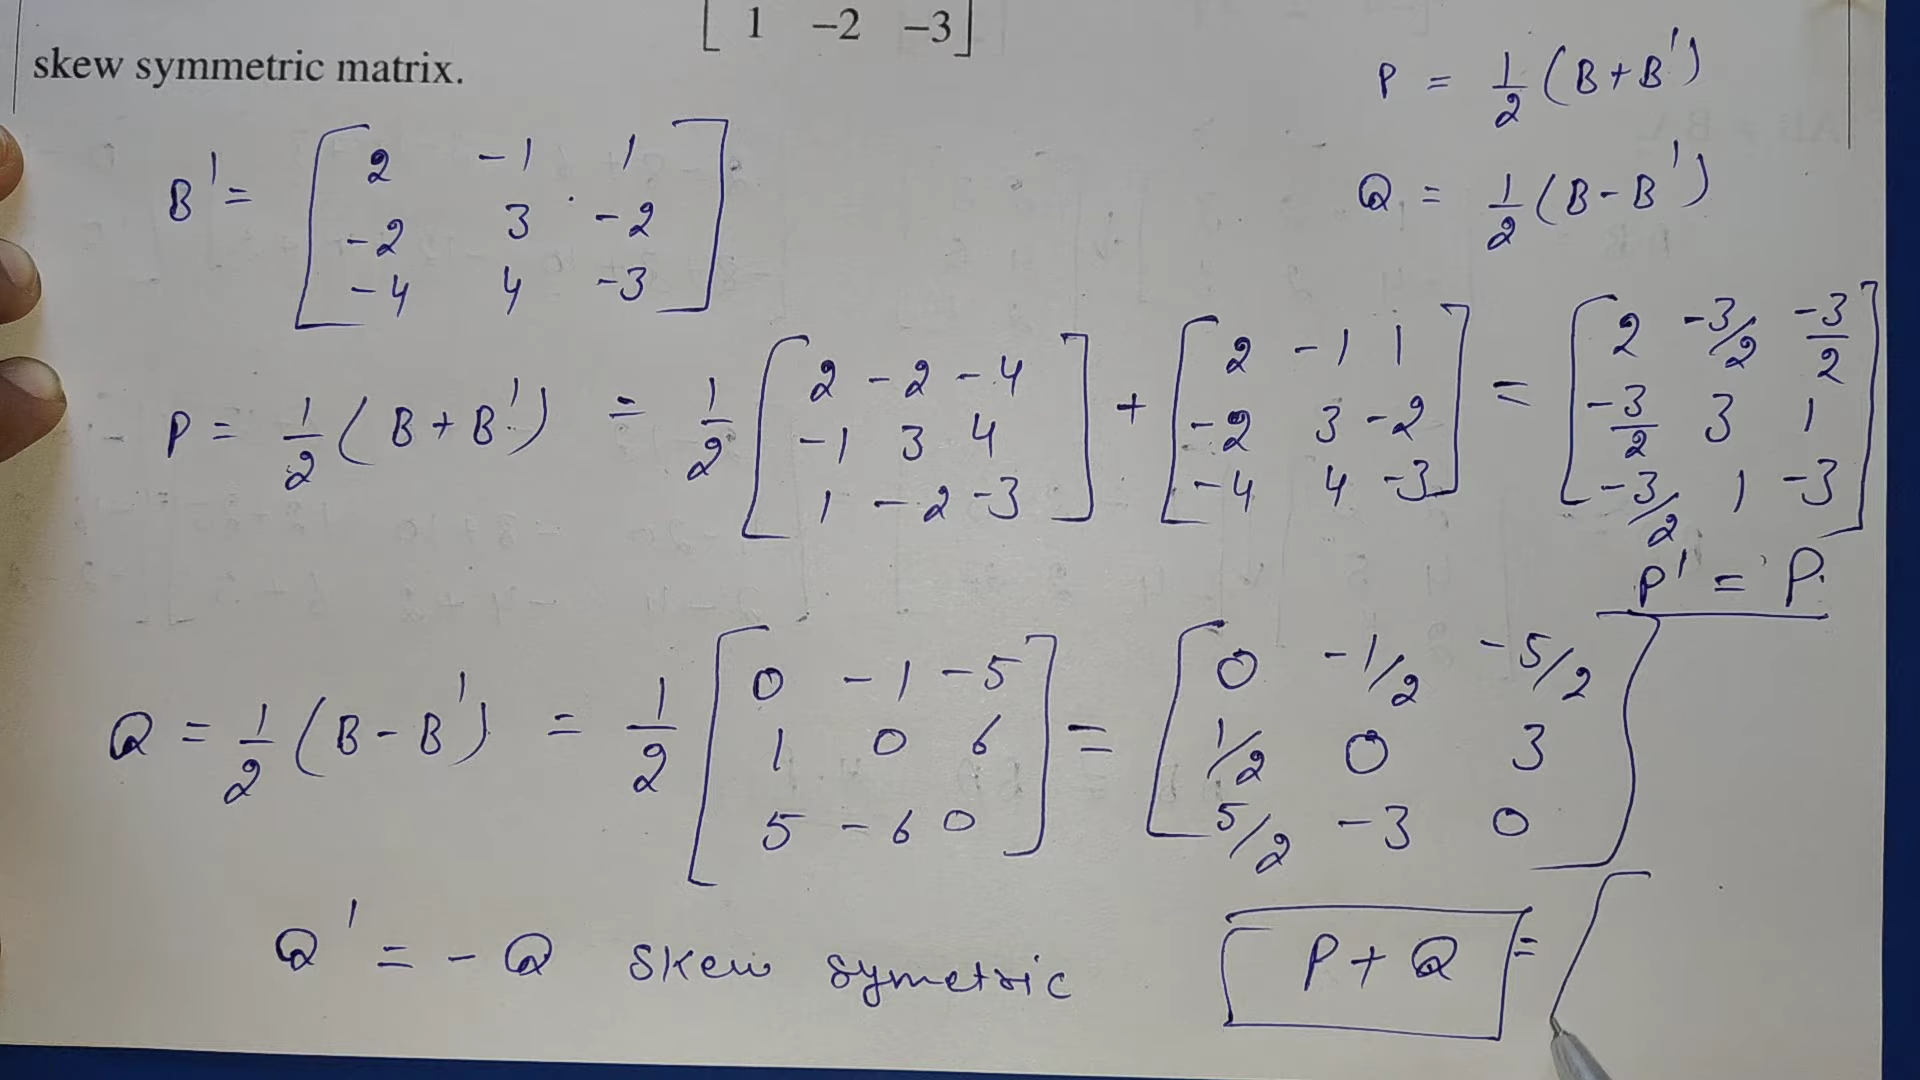 [ 1 -2 -3 ]
skew symmetric matrix.
P = 1/2 (B+B')
Q = 1/2 (B-B')
B' = [ 2 -1 1
-2 3 -2
-4 4 -3 ]
P = 1/2 ( B+B') = 1/2 [ 2 -2 -4
-1 3 4
1 -2 -3 ] + [ 2 -1 1
-2 3 -2
-4 4 -3 ] = [ 2 -3/2 -3/2
-3/2 3 1
-3/2 1 -3 ]
P' = P.
Q = 1/2 (B-B') = 1/2 [ 0 -1 -5
1 0 6
5 -6 0 ] = [ 0 -1/2 -5/2
1/2 0 3
5/2 -3 0 ]
Q' = -Q skew symetric
P+Q = [